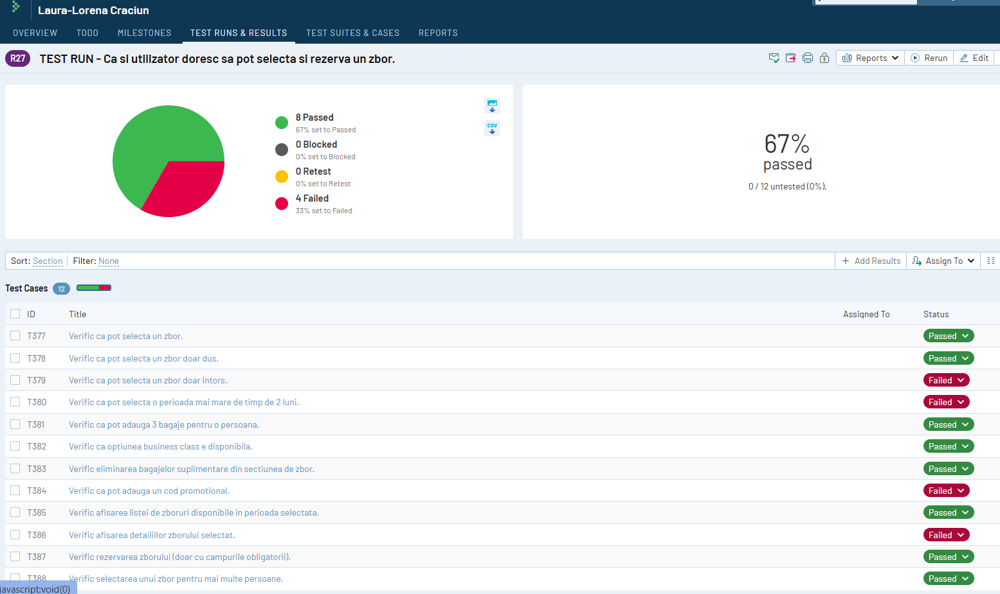 Laura-Lorena Craciun
OVERVIEW TODO MILESTONES TEST RUNS & RESULTS TEST SUITES & CASES REPORTS
R27 TEST RUN - Ca si utilizator doresc sa pot selecta si rezerva un zbor.
Reports Rerun Edit
8 Passed
67% set to Passed
0 Blocked
0% set to Blocked
0 Retest
0% set to Retest
4 Failed
33% set to Failed
CSV
67%
passed
0 / 12 untested (0%).
Sort: Section Filter: None + Add Results Assign To
Test Cases 12
ID Title Assigned To Status
T377 Verific ca pot selecta un zbor. Passed
T378 Verific ca pot selecta un zbor doar dus. Passed
T379 Verific ca pot selecta un zbor doar intors. Failed
T380 Verific ca pot selecta o perioada mai mare de timp de 2 luni. Failed
T381 Verific ca pot adauga 3 bagaje pentru o persoana. Passed
T382 Verific ca optiunea business class e disponibila. Passed
T383 Verific eliminarea bagajelor suplimentare din sectiunea de zbor. Passed
T384 Verific ca pot adauga un cod promotional. Failed
T385 Verific afisarea listei de zboruri disponibile in perioada selectata. Passed
T386 Verific afisarea detailiilor zborului selectat. Failed
T387 Verific rezervarea zborului (doar cu campurile obligatorii). Passed
T388 Verific selectarea unui zbor pentru mai multe persoane. Passed
javascript:void(0)